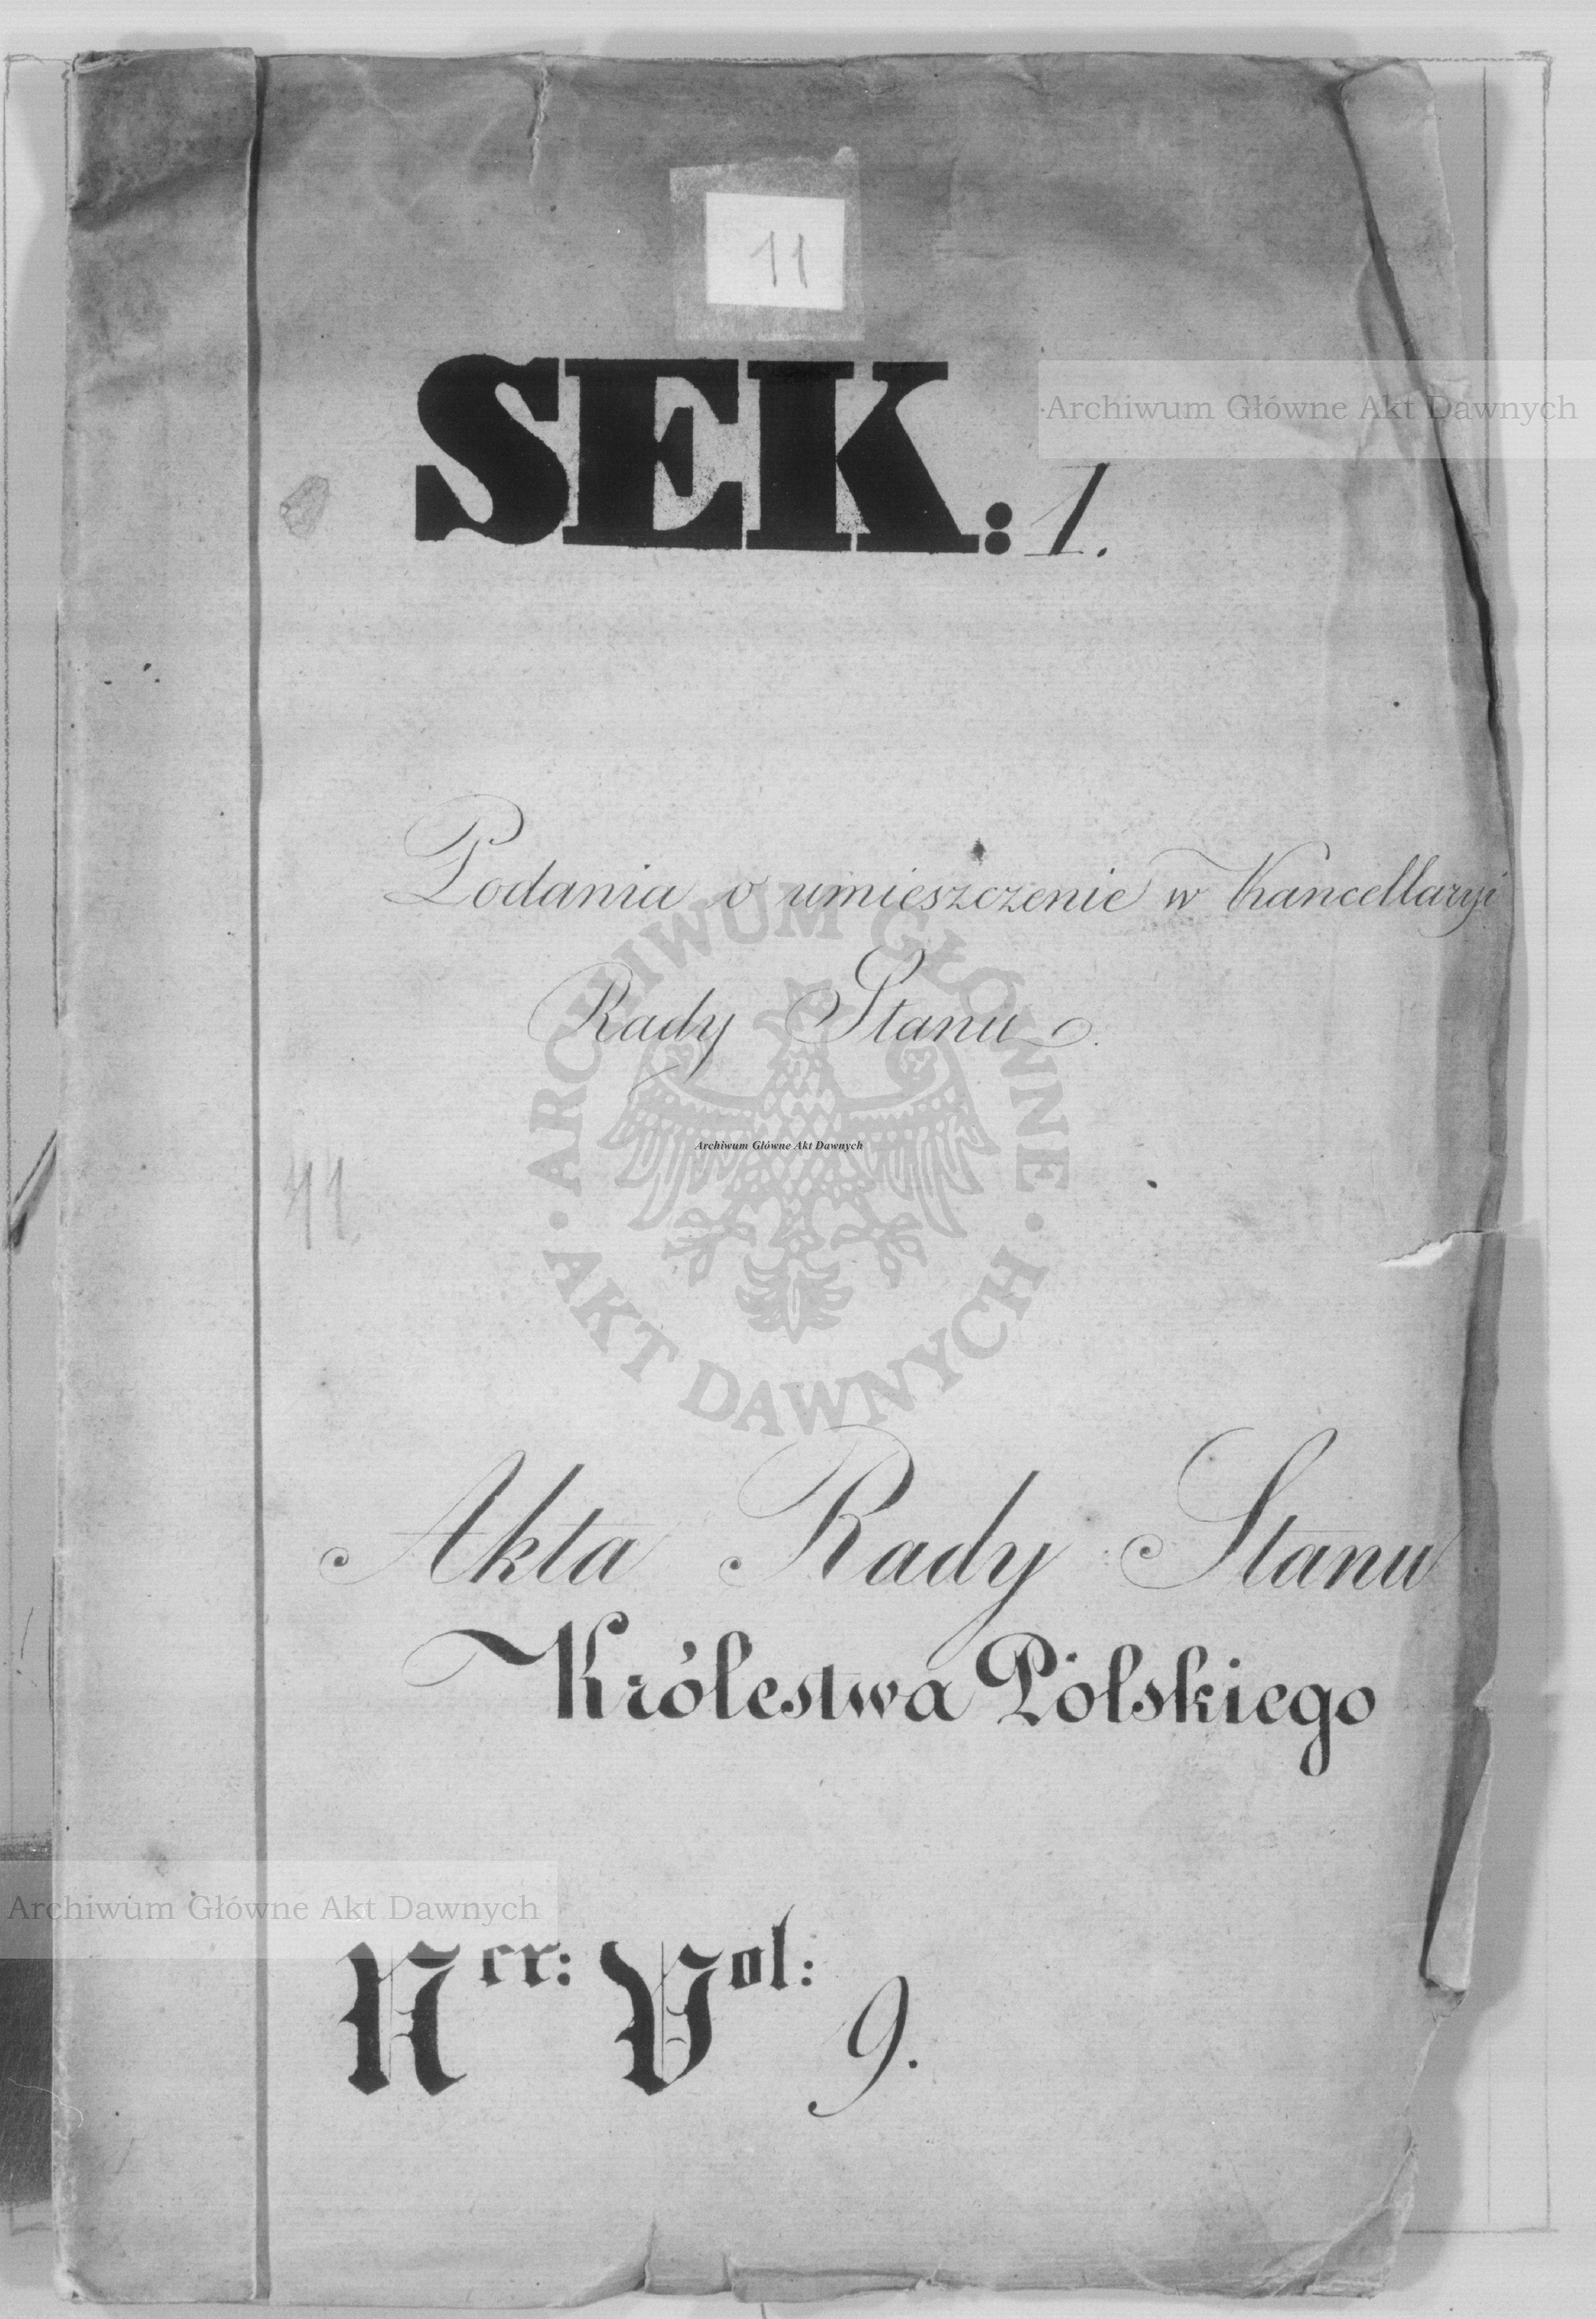 11
SEK: 1.
Archiwum Główne Akt Dawnych
Podania o umieszczenie w Kancellaryi
Rady Stanu.
ARCHIWUM GŁÓWNE
Archiwum Główne Akt Dawnych
11.
AKT DAWNYCH
Akta Rady Stanu
Królestwa Polskiego
Archiwum Główne Akt Dawnych
Ner: Vol: 9.